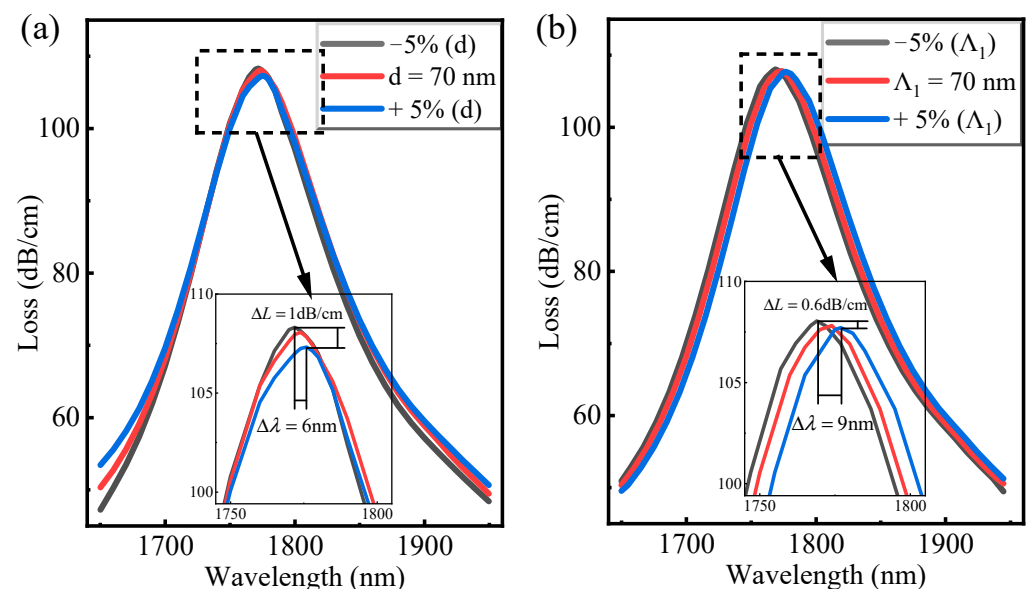 (a)
−5% (d)
d = 70 nm
+ 5% (d)
100
80
60
Loss (dB/cm)
110
105
100
ΔL = 1dB/cm
Δλ = 6nm
1750
1800
1700
1800
1900
Wavelength (nm)
(b)
−5% (Λ₁)
Λ₁ = 70 nm
+ 5% (Λ₁)
100
80
60
Loss (dB/cm)
110
105
100
ΔL = 0.6dB/cm
Δλ = 9nm
1750
1800
1700
1800
1900
Wavelength (nm)